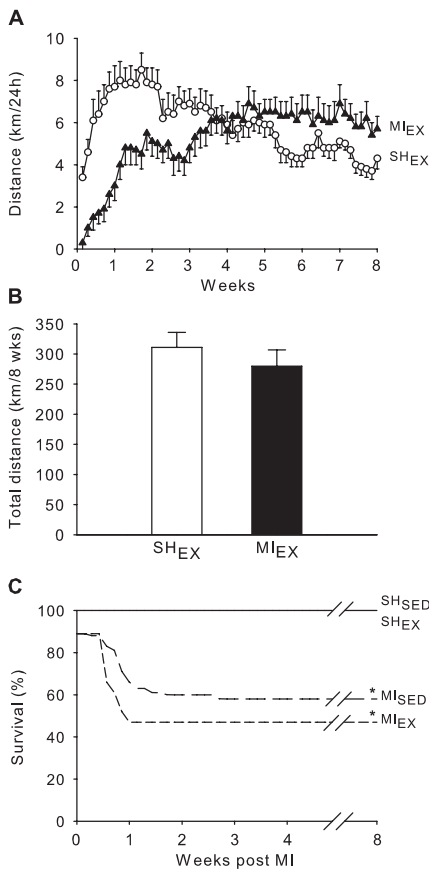 A
Distance (km/24h)
10
8
6
4
2
0
MIEX
SHEX
0 1 2 3 4 5 6 7 8
Weeks
B
Total distance (km/8 wks)
350
300
250
200
150
100
50
0
SHEX MIEX
C
Survival (%)
100
80
60
40
20
0
SHSED
SHEX
* MISED
* MIEX
0 1 2 3 4 8
Weeks post MI